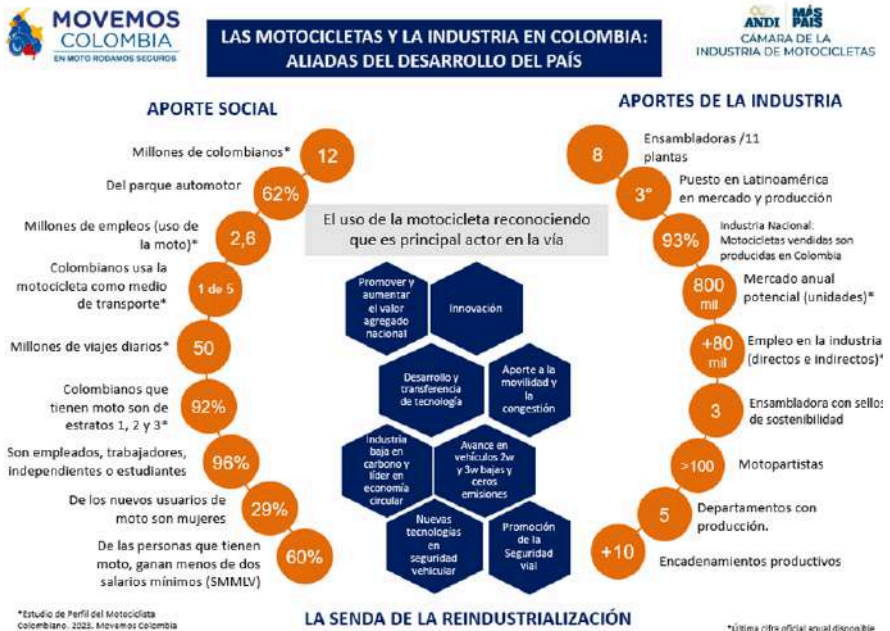 MOVEMOS
COLOMBIA
EN MOTO RODAMOS SEGUROS
LAS MOTOCICLETAS Y LA INDUSTRIA EN COLOMBIA:
ALIADAS DEL DESARROLLO DEL PAÍS
ANDI
MÁS
PAÍS
CÁMARA DE LA
INDUSTRIA DE MOTOCICLETAS
APORTE SOCIAL
Millones de colombianos*
12
Del parque automotor
62%
Millones de empleos (uso de
la moto)*
2,6
Colombianos usa la
motocicleta como medio
de transporte*
1 de 5
Millones de viajes diarios*
50
Colombianos que
tienen moto son de
estratos 1, 2 y 3*
92%
Son empleados, trabajadores,
independientes o estudiantes
96%
De los nuevos usuarios de
moto son mujeres
29%
De las personas que tienen
moto, ganan menos de dos
salarios mínimos (SMMLV)
60%
El uso de la motocicleta reconociendo
que es principal actor en la vía
Promover y
aumentar
el valor
agregado
nacional
Innovación
Desarrollo y
transferencia
de tecnología
Aporte a la
movilidad y
la
congestión
Industria
baja en
carbono y
líder en
economía
circular
Avance en
vehículos 2w
y 3w bajas y
ceros
emisiones
Nuevas
tecnologías
en
seguridad
vehicular
Promoción
de la
Seguridad
vial
APORTES DE LA INDUSTRIA
8
Ensambladoras /11
plantas
3°
Puesto en Latinoamérica
en mercado y producción
93%
Industria Nacional:
Motocicletas vendidas son
producidas en Colombia
800
mil
Mercado anual
potencial (unidades)*
+80
mil
Empleo en la industria
(directos e indirectos)*
3
Ensambladora con sellos
de sostenibilidad
>100
Motopartistas
5
Departamentos con
producción.
+10
Encadenamientos productivos
*Estudio de Perfil del Motociclista
Colombiano. 2023. Movemos Colombia
LA SENDA DE LA REINDUSTRIALIZACIÓN
*Última cifra oficial anual disponible